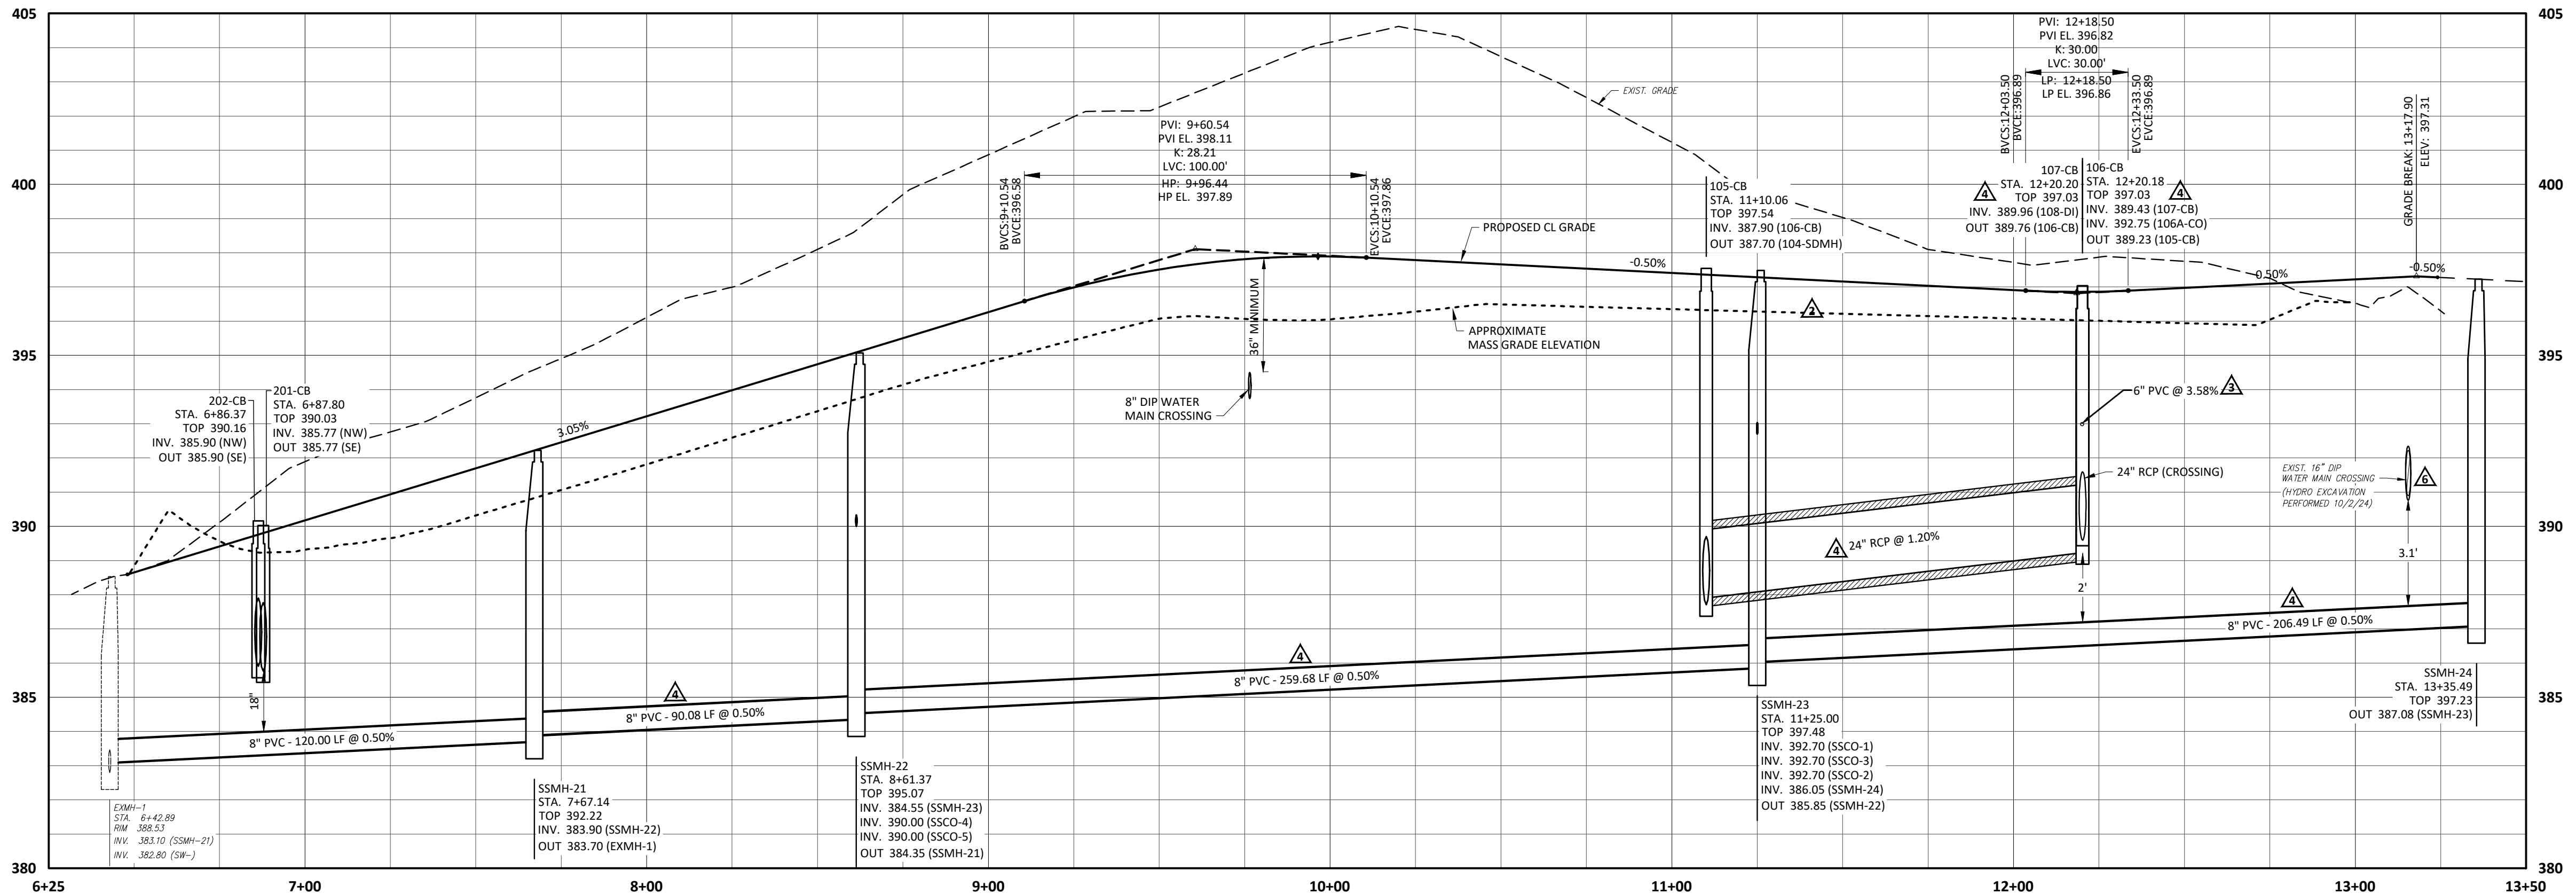 405
405
400
400
395
395
390
390
385
385
380
380
6+25
7+00
8+00
9+00
10+00
11+00
12+00
13+00
13+50
EXMH-1
STA. 6+42.89
RIM 388.53
INV. 383.10 (SSMH-21)
INV. 382.80 (SW-)
202-CB
STA. 6+86.37
TOP 390.16
INV. 385.90 (NW)
OUT 385.90 (SE)
201-CB
STA. 6+87.80
TOP 390.03
INV. 385.77 (NW)
OUT 385.77 (SE)
18"
8" PVC - 120.00 LF @ 0.50%
SSMH-21
STA. 7+67.14
TOP 392.22
INV. 383.90 (SSMH-22)
OUT 383.70 (EXMH-1)
3.05%
4
8" PVC - 90.08 LF @ 0.50%
SSMH-22
STA. 8+61.37
TOP 395.07
INV. 384.55 (SSMH-23)
INV. 390.00 (SSCO-4)
INV. 390.00 (SSCO-5)
OUT 384.35 (SSMH-21)
BVCS:9+10.54
BVCE:396.58
PVI: 9+60.54
PVI EL. 398.11
K: 28.21
LVC: 100.00'
HP: 9+96.44
HP EL. 397.89
EVCS:10+10.54
EVCE:397.86
36" MINIMUM
8" DIP WATER
MAIN CROSSING
4
8" PVC - 259.68 LF @ 0.50%
EXIST. GRADE
PROPOSED CL GRADE
APPROXIMATE
MASS GRADE ELEVATION
-0.50%
2
105-CB
STA. 11+10.06
TOP 397.54
INV. 387.90 (106-CB)
OUT 387.70 (104-SDMH)
SSMH-23
STA. 11+25.00
TOP 397.48
INV. 392.70 (SSCO-1)
INV. 392.70 (SSCO-3)
INV. 392.70 (SSCO-2)
INV. 386.05 (SSMH-24)
OUT 385.85 (SSMH-22)
4
24" RCP @ 1.20%
PVI: 12+18.50
PVI EL. 396.82
K: 30.00
LVC: 30.00'
LP: 12+18.50
LP EL. 396.86
BVCS:12+03.50
BVCE:396.89
EVCS:12+33.50
EVCE:396.89
4
107-CB
STA. 12+20.20
TOP 397.03
INV. 389.96 (108-DI)
OUT 389.76 (106-CB)
106-CB
STA. 12+20.18
TOP 397.03
INV. 389.43 (107-CB)
INV. 392.75 (106A-CO)
OUT 389.23 (105-CB)
4
6" PVC @ 3.58%
3
24" RCP (CROSSING)
2'
0.50%
-0.50%
GRADE BREAK: 13+17.90
ELEV: 397.31
EXIST. 16" DIP
WATER MAIN CROSSING
(HYDRO EXCAVATION
PERFORMED 10/2/24)
6
3.1'
4
8" PVC - 206.49 LF @ 0.50%
SSMH-24
STA. 13+35.49
TOP 397.23
OUT 387.08 (SSMH-23)